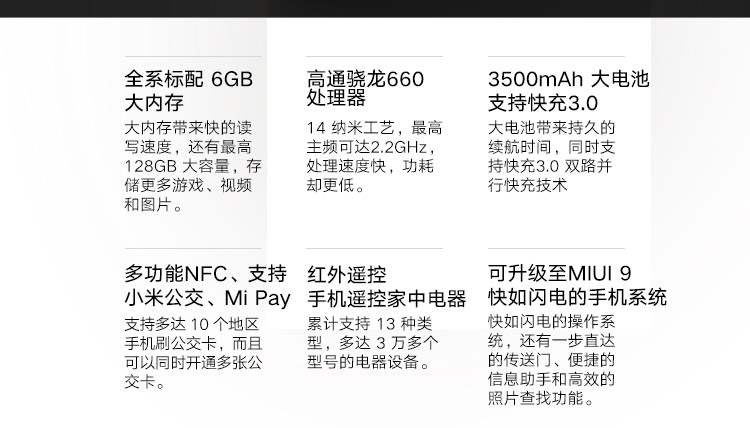 全系标配 6GB
大内存
大内存带来快的读
写速度，还有最高
128GB 大容量，存
储更多游戏、视频
和图片。
高通骁龙660
处理器
14 纳米工艺，最高
主频可达2.2GHz，
处理速度快，功耗
却更低。
3500mAh 大电池
支持快充3.0
大电池带来持久的
续航时间，同时支
持快充3.0 双路并
行快充技术
多功能NFC、支持
小米公交、Mi Pay
支持多达 10 个地区
手机刷公交卡，而且
可以同时开通多张公
交卡。
红外遥控
手机遥控家中电器
累计支持 13 种类
型，多达 3 万多个
型号的电器设备。
可升级至MIUI 9
快如闪电的手机系统
快如闪电的操作系
统，还有一步直达
的传送门、便捷的
信息助手和高效的
照片查找功能。